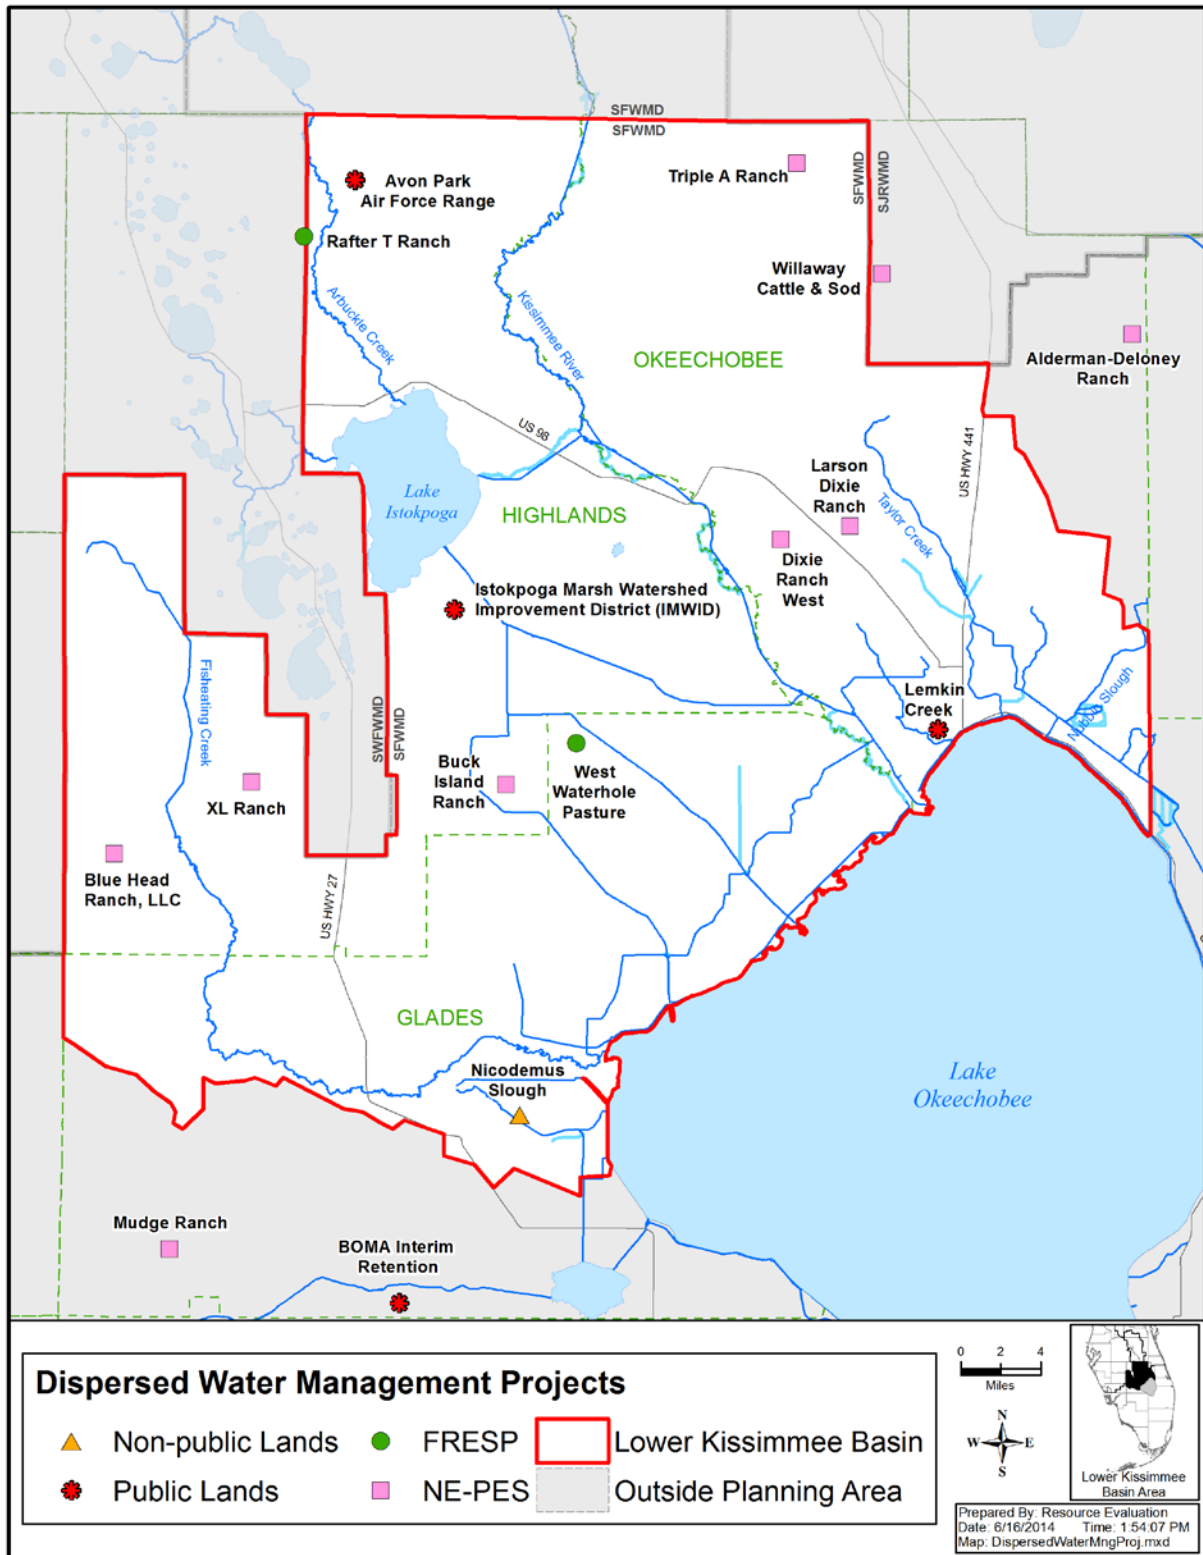 SFWMD
SFWMD
SFWMD
SJRWMD
Avon Park
Air Force Range
Triple A Ranch
Rafter T Ranch
Willaway
Cattle & Sod
Arbuckle Creek
Kissimmee River
OKEECHOBEE
Alderman-Deloney
Ranch
US 98
US HWY 441
Larson
Dixie
Ranch
Taylor Creek
Lake
Istokpoga
HIGHLANDS
Dixie
Ranch
West
Istokpoga Marsh Watershed
Improvement District (IMWID)
Fisheating Creek
SWFWMD
SFWMD
Lemkin
Creek
Nubbin Slough
Buck
Island
Ranch
West
Waterhole
Pasture
XL Ranch
Blue Head
Ranch, LLC
US HWY 27
GLADES
Nicodemus
Slough
Lake
Okeechobee
Mudge Ranch
BOMA Interim
Retention
Dispersed Water Management Projects
Non-public Lands
FRESP
Lower Kissimmee Basin
Public Lands
NE-PES
Outside Planning Area
0 2 4
Miles
N
W E
S
Lower Kissimmee
Basin Area
Prepared By: Resource Evaluation
Date: 6/16/2014 Time: 1:54:07 PM
Map: DispersedWaterMngProj.mxd